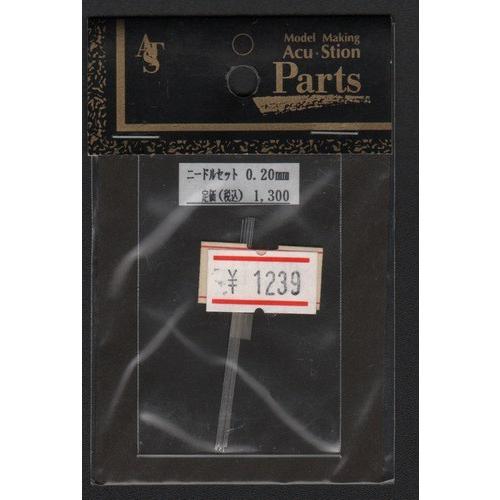 ATS
Model Making
Acu·Stion
Parts
ニードルセット 0.20mm
定価(税込) 1,300
¥ 1239